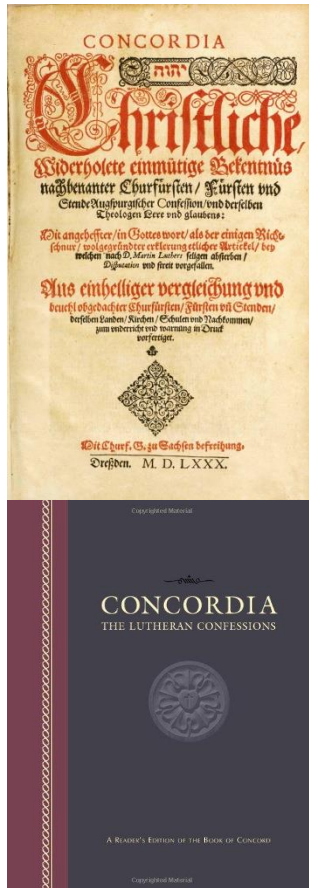 CONCORDIA
יהוה
Christliche,
Widerholete einmütige Bekentnüs
nachbenanter Churfürsten / Fürsten vnd
Stende Augspurgischer Confession / vnd derselben
Theologen Lere vnd glaubens:
Mit angeheffter / in Gottes wort / als der einigen Richt-
schnur / wolgegründter erklerung etlicher Artickel / bey
welchen nach D. Martin Luthers seligen absterben /
Disputation vnd streit vorgefallen.
Aus einhelliger vergleichung vnd
beuehl obgedachter Churfürsten / Fürsten vñ Stenden /
derselben Landen / Kirchen / Schulen vnd Nachkommen /
zum vnderricht vnd warnung in Druck
vorfertiget.
Mit Churf. G. zu Sachsen befreihung.
Dreßden. M. D. LXXX.
Copyrighted Material
CONCORDIA
THE LUTHERAN CONFESSIONS
A READER'S EDITION OF THE BOOK OF CONCORD
Copyrighted Material